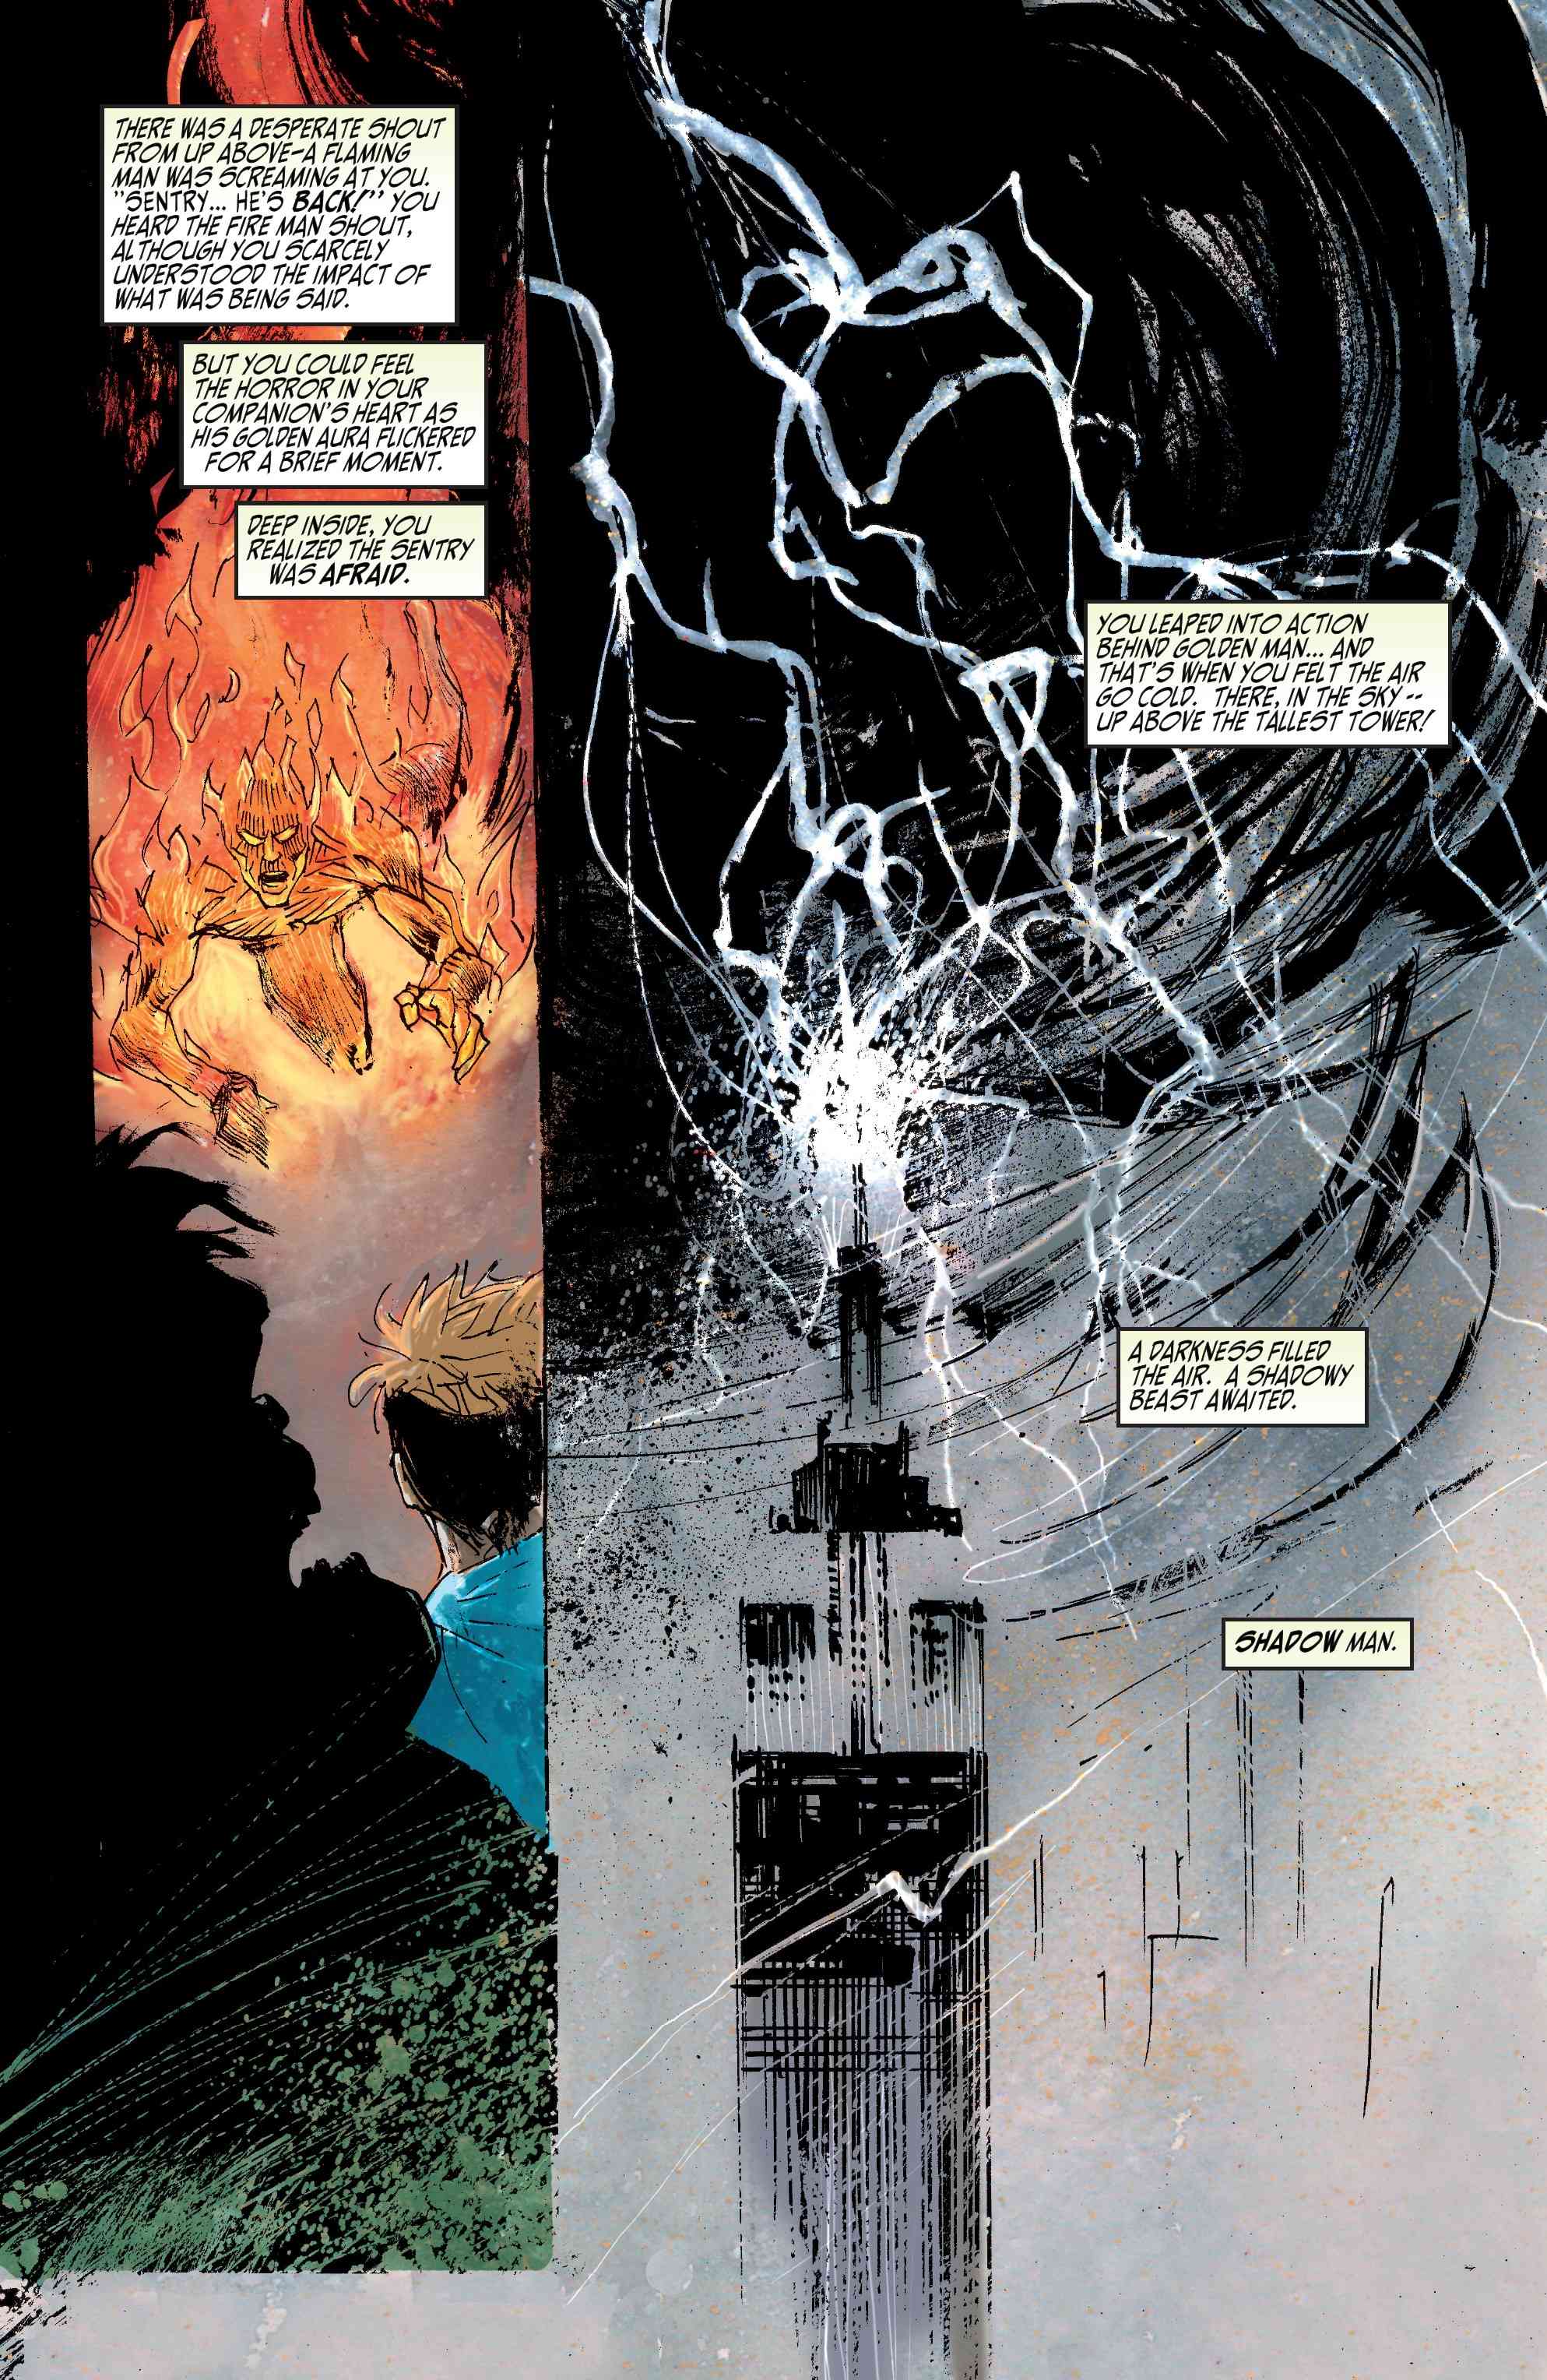 THERE WAS A DESPERATE SHOUT
FROM UP ABOVE-A FLAMING
MAN WAS SCREAMING AT YOU.
"SENTRY... HE'S BACK!" YOU
HEARD THE FIRE MAN SHOUT,
ALTHOUGH YOU SCARCELY
UNDERSTOOD THE IMPACT OF
WHAT WAS BEING SAID.
BUT YOU COULD FEEL
THE HORROR IN YOUR
COMPANION'S HEART AS
HIS GOLDEN AURA FLICKERED
FOR A BRIEF MOMENT.
DEEP INSIDE, YOU
REALIZED THE SENTRY
WAS AFRAID.
YOU LEAPED INTO ACTION
BEHIND GOLDEN MAN... AND
THAT'S WHEN YOU FELT THE AIR
GO COLD. THERE, IN THE SKY --
UP ABOVE THE TALLEST TOWER!
A DARKNESS FILLED
THE AIR. A SHADOWY
BEAST AWAITED.
SHADOW MAN.